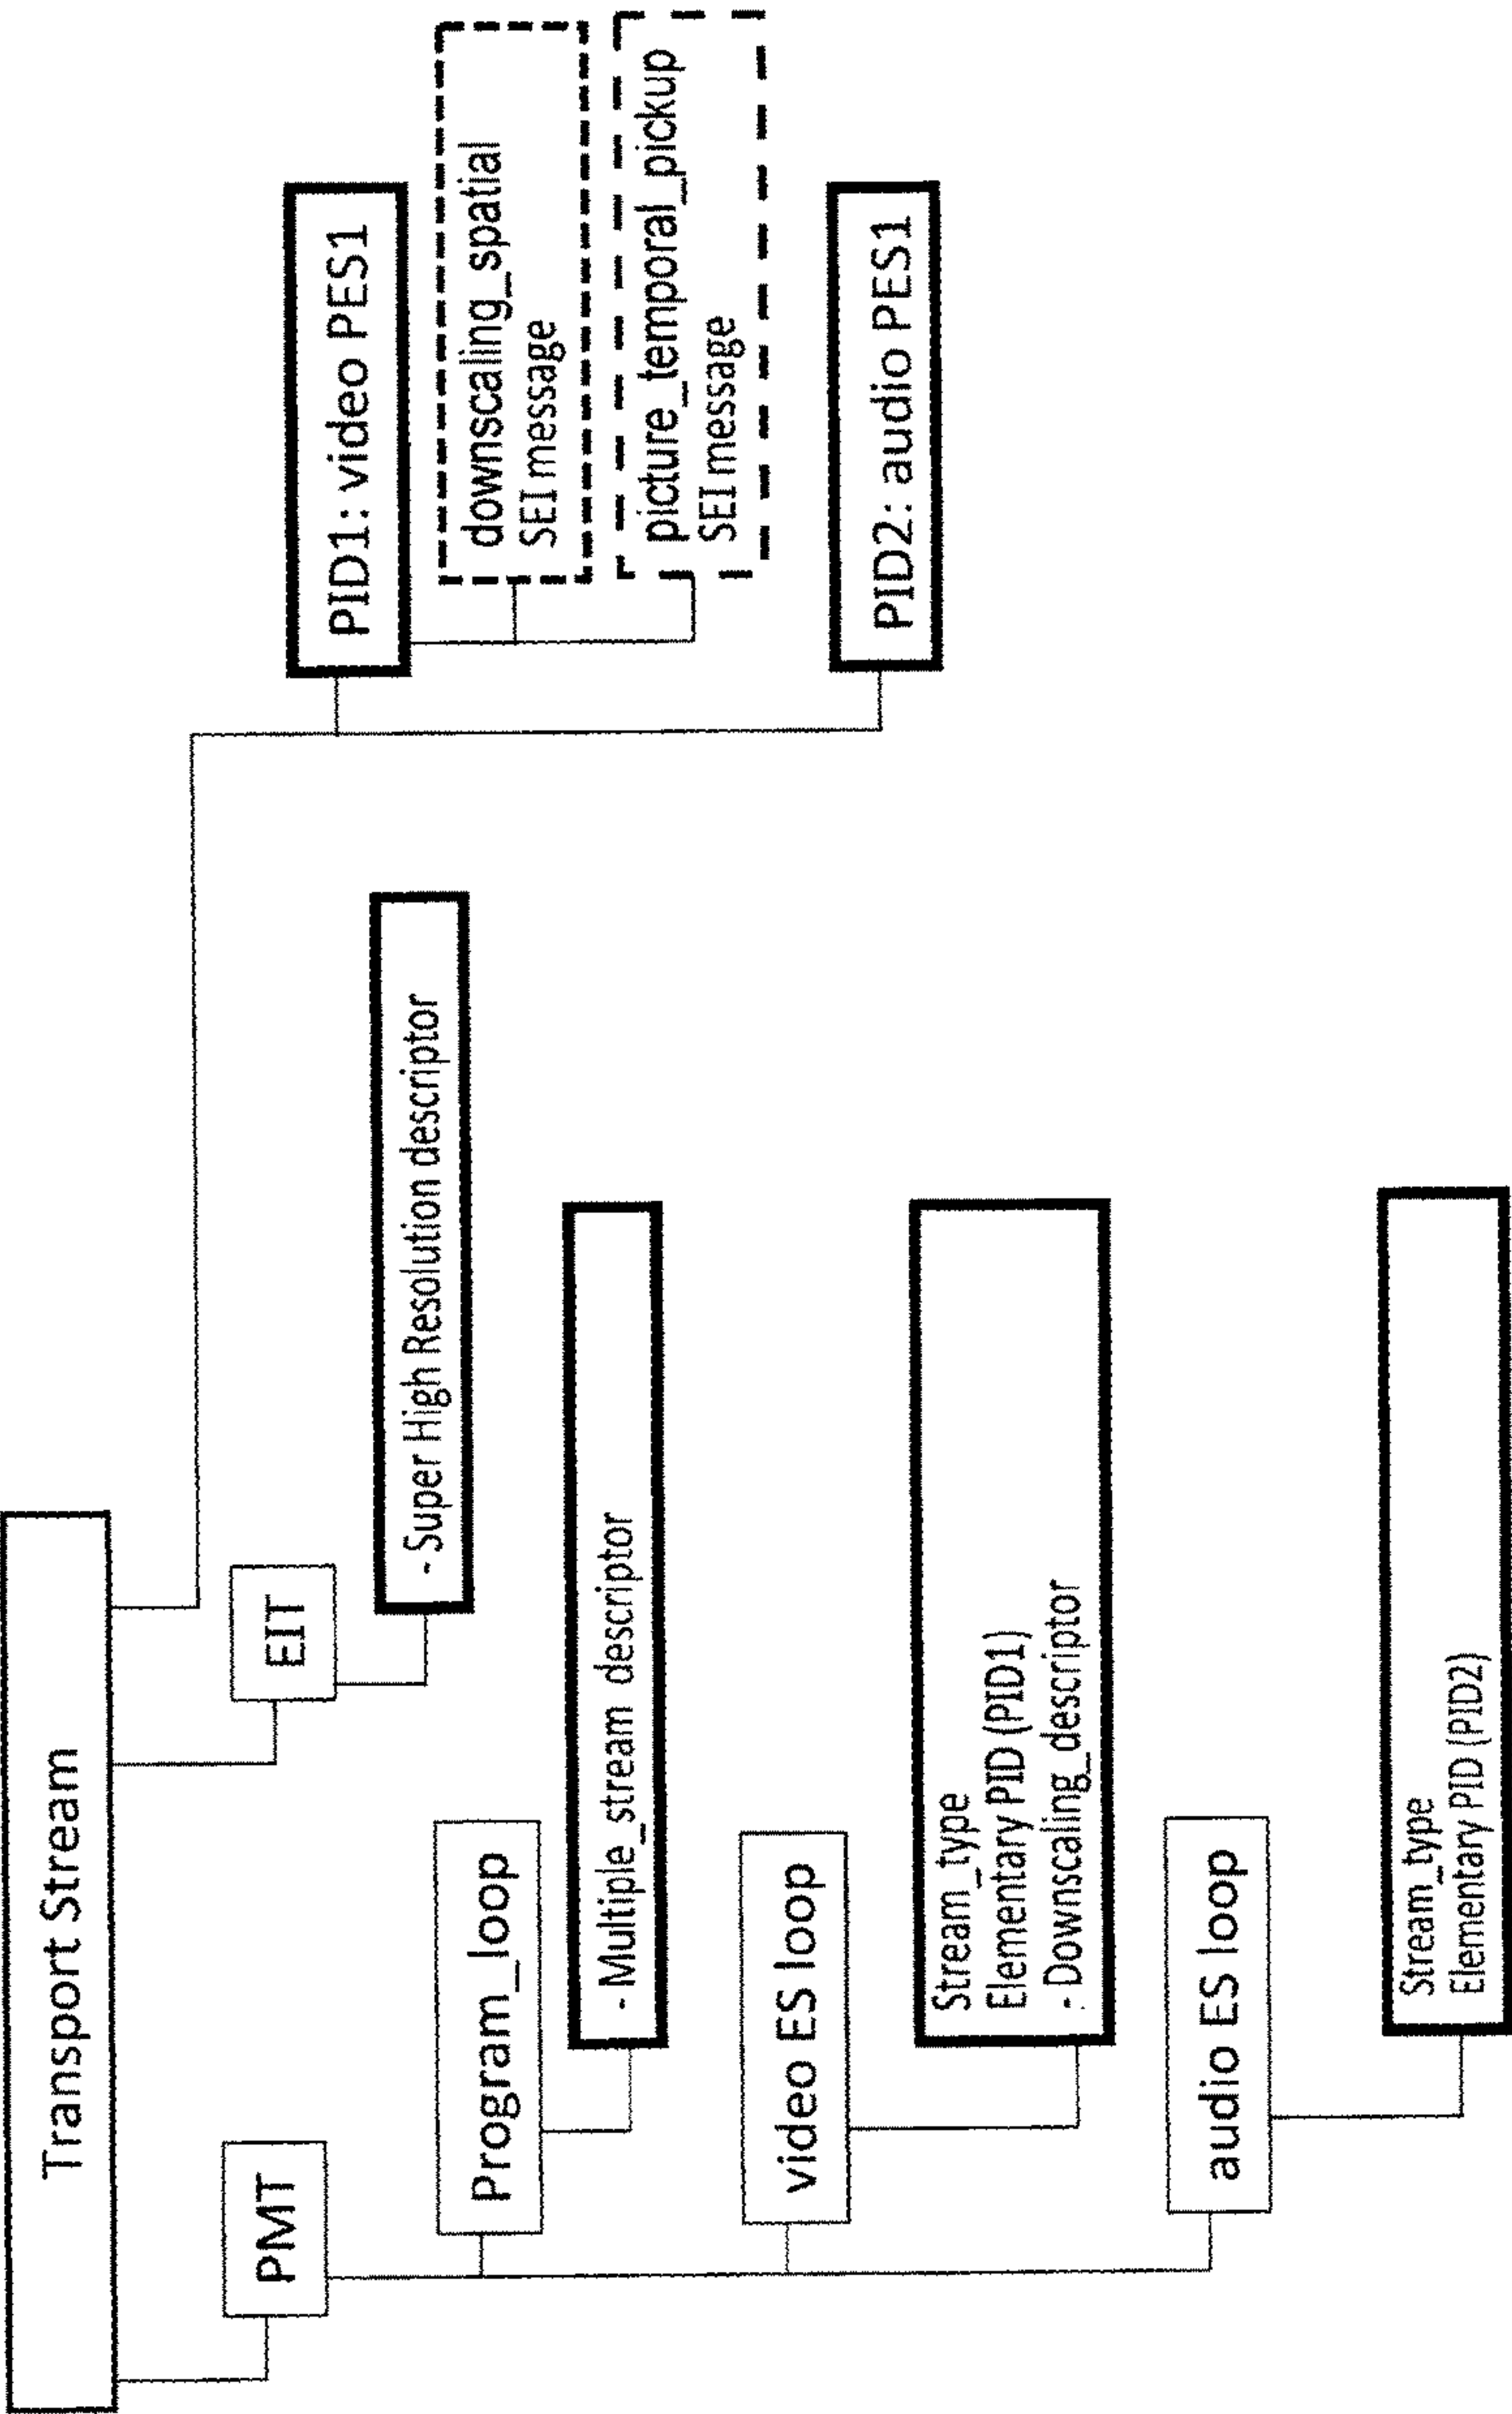 Transport Stream
PMT
EIT
Program_loop
- Multiple_stream descriptor
- Super High Resolution descriptor
video ES loop
Stream_type
Elementary PID (PID1)
- Downscaling_descriptor
audio ES loop
Stream_type
Elementary PID (PID2)
PID1: video PES1
downscaling_spatial
SEI message
picture_temporal_pickup
SEI message
PID2: audio PES1